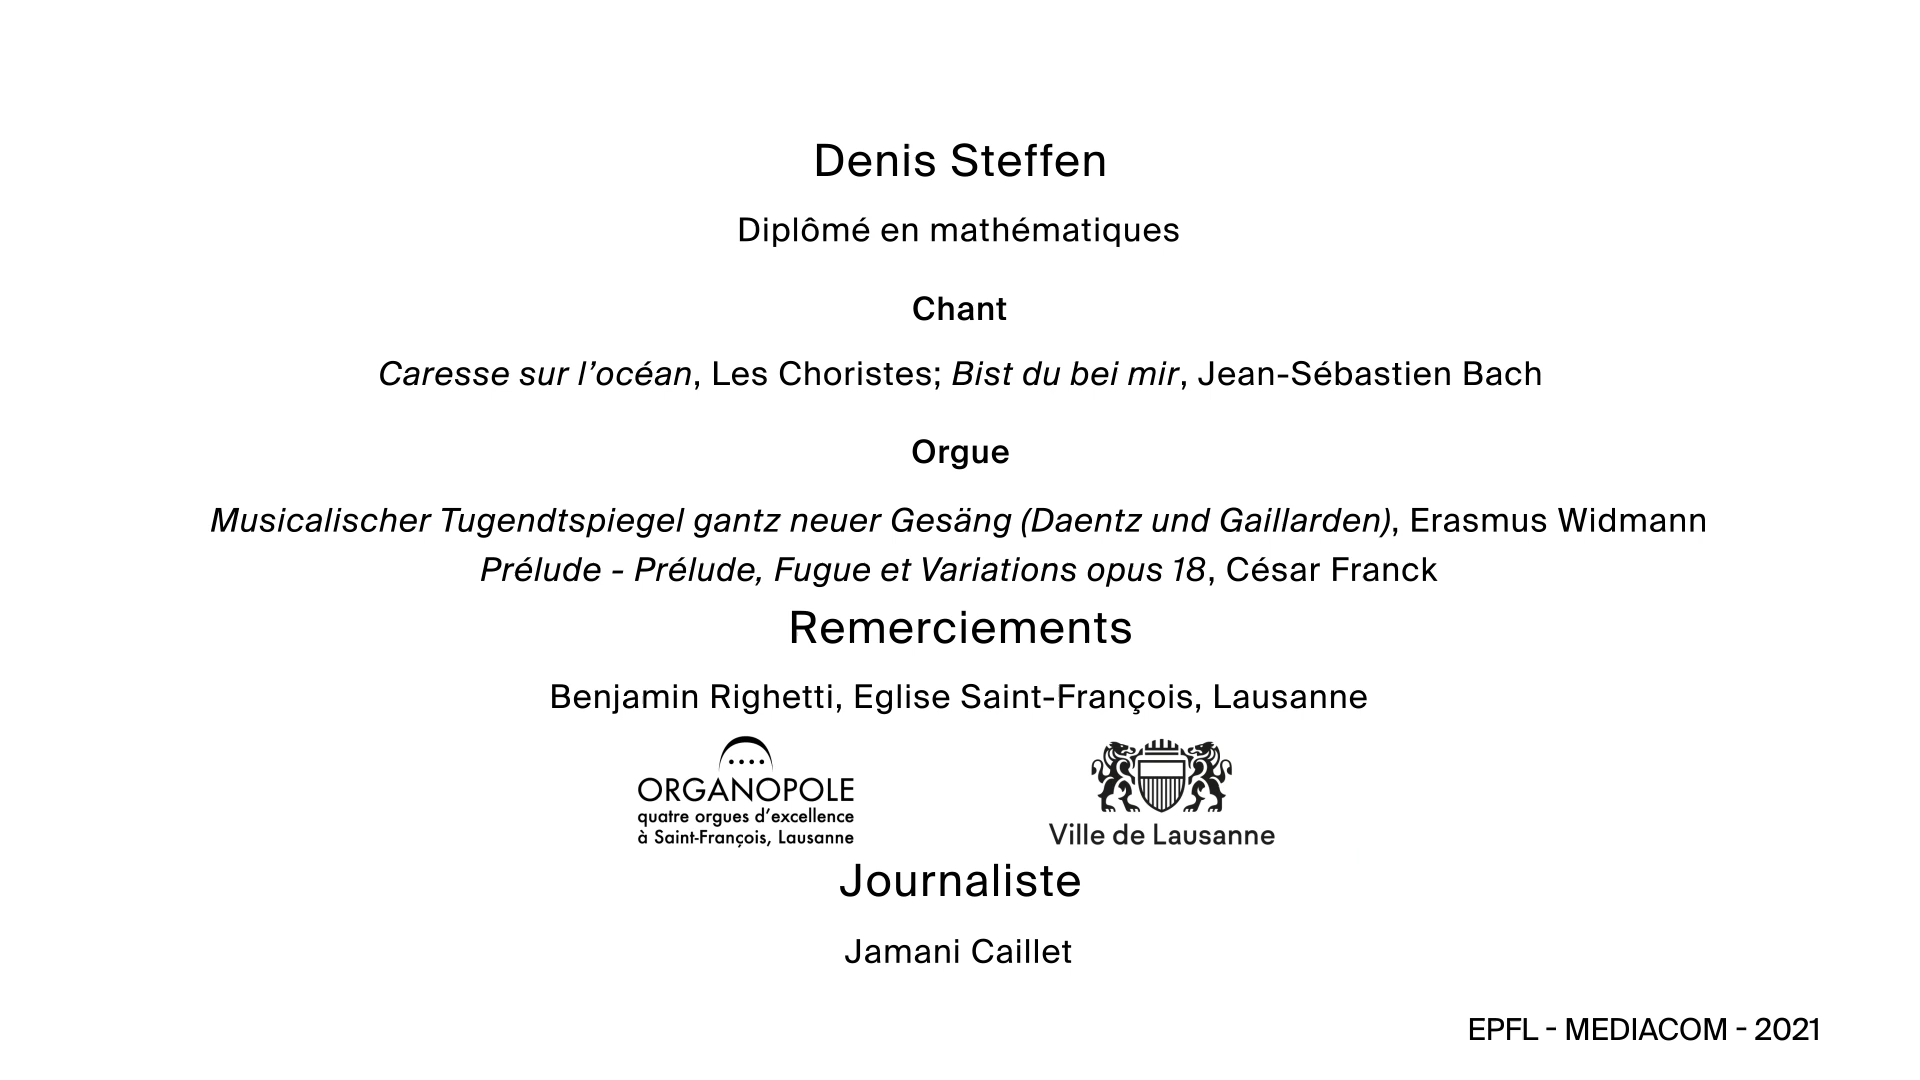 Denis Steffen
Diplômé en mathématiques
Chant
Caresse sur l’océan, Les Choristes; Bist du bei mir, Jean-Sébastien Bach
Orgue
Musicalischer Tugendtspiegel gantz neuer Gesäng (Daentz und Gaillarden), Erasmus Widmann
Prélude - Prélude, Fugue et Variations opus 18, César Franck
Remerciements
Benjamin Righetti, Eglise Saint-François, Lausanne
ORGANOPOLE
quatre orgues d’excellence
à Saint-François, Lausanne
Ville de Lausanne
Journaliste
Jamani Caillet
EPFL - MEDIACOM - 2021